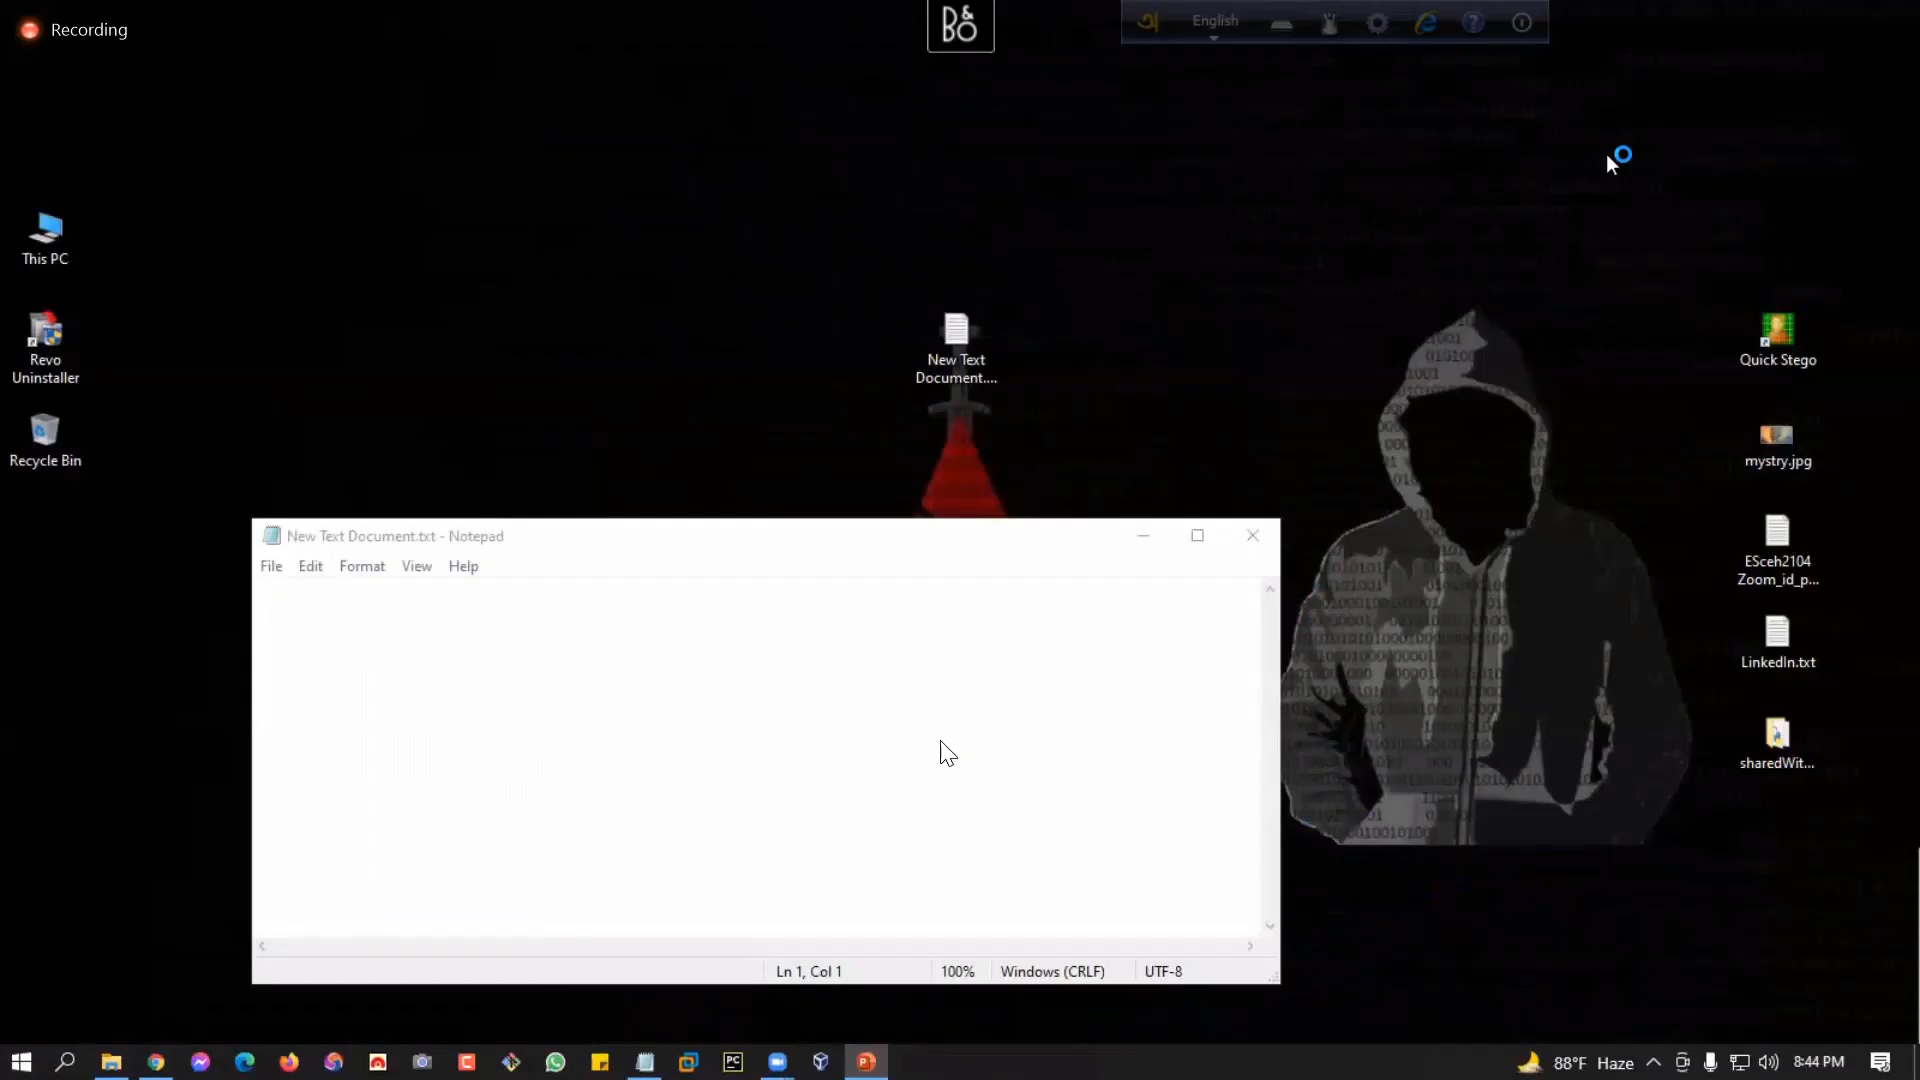 Recording
B&
BO
অ
English
This PC
Revo
Uninstaller
Recycle Bin
New Text
Document....
Quick Stego
mystry.jpg
ESceh2104
Zoom_id_p...
LinkedIn.txt
sharedWit...
New Text Document.txt - Notepad
File Edit Format View Help
Ln 1, Col 1 100% Windows (CRLF) UTF-8
PC
88°F Haze 8:44 PM